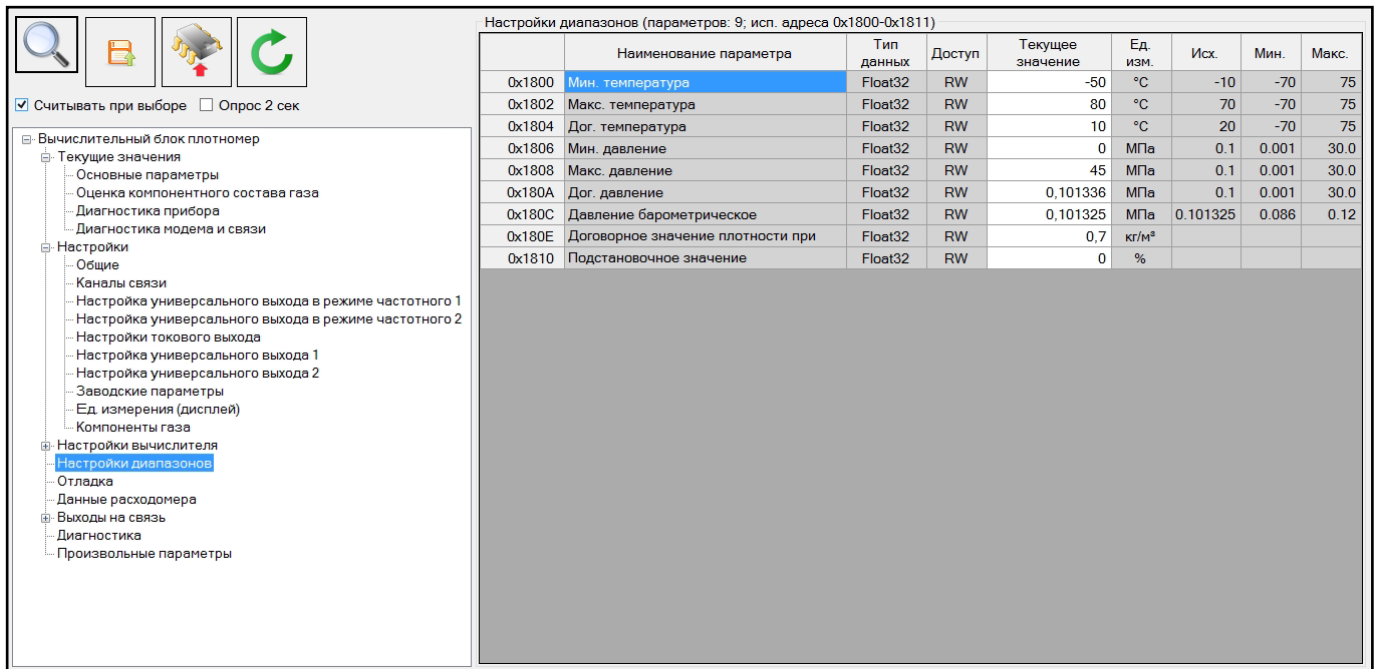 Считывать при выборе Опрос 2 сек
Вычислительный блок плотномер
Текущие значения
Основные параметры
Оценка компонентного состава газа
Диагностика прибора
Диагностика модема и связи
Настройки
Общие
Каналы связи
Настройка универсального выхода в режиме частотного 1
Настройка универсального выхода в режиме частотного 2
Настройки токового выхода
Настройка универсального выхода 1
Настройка универсального выхода 2
Заводские параметры
Ед. измерения (дисплей)
Компоненты газа
Настройки вычислителя
Настройки диапазонов
Отладка
Данные расходомера
Выходы на связь
Диагностика
Произвольные параметры
Настройки диапазонов (параметров: 9; исп. адреса 0x1800-0x1811)
Наименование параметра Тип данных Доступ Текущее значение Ед. изм. Исх. Мин. Макс.
0x1800 Мин. температура Float32 RW -50 °C -10 -70 75
0x1802 Макс. температура Float32 RW 80 °C 70 -70 75
0x1804 Дог. температура Float32 RW 10 °C 20 -70 75
0x1806 Мин. давление Float32 RW 0 МПа 0.1 0.001 30.0
0x1808 Макс. давление Float32 RW 45 МПа 0.1 0.001 30.0
0x180A Дог. давление Float32 RW 0,101336 МПа 0.1 0.001 30.0
0x180C Давление барометрическое Float32 RW 0,101325 МПа 0.101325 0.086 0.12
0x180E Договорное значение плотности при Float32 RW 0,7 кг/м³
0x1810 Подстановочное значение Float32 RW 0 %